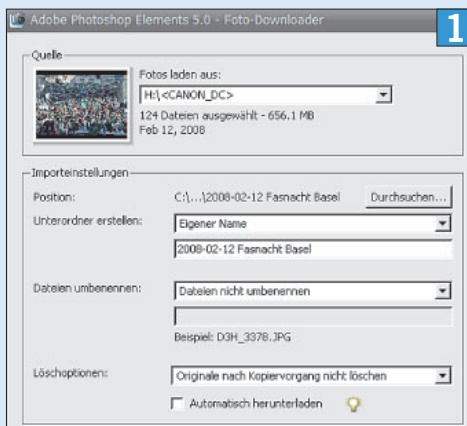 Adobe Photoshop Elements 5.0 - Foto-Downloader
1
Quelle
Fotos laden aus:
H:\<CANON_DC>
124 Dateien ausgewählt - 656.1 MB
Feb 12, 2008
Importeinstellungen
Position: C:\...\2008-02-12 Fasnacht Basel Durchsuchen...
Unterordner erstellen: Eigener Name
2008-02-12 Fasnacht Basel
Dateien umbenennen: Dateien nicht umbenennen
Beispiel: D3H_3378.JPG
Löschoptionen: Originale nach Kopiervorgang nicht löschen
Automatisch herunterladen